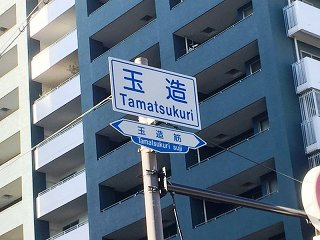 玉造
Tamatsukuri
玉造筋
Tamatsukuri suji